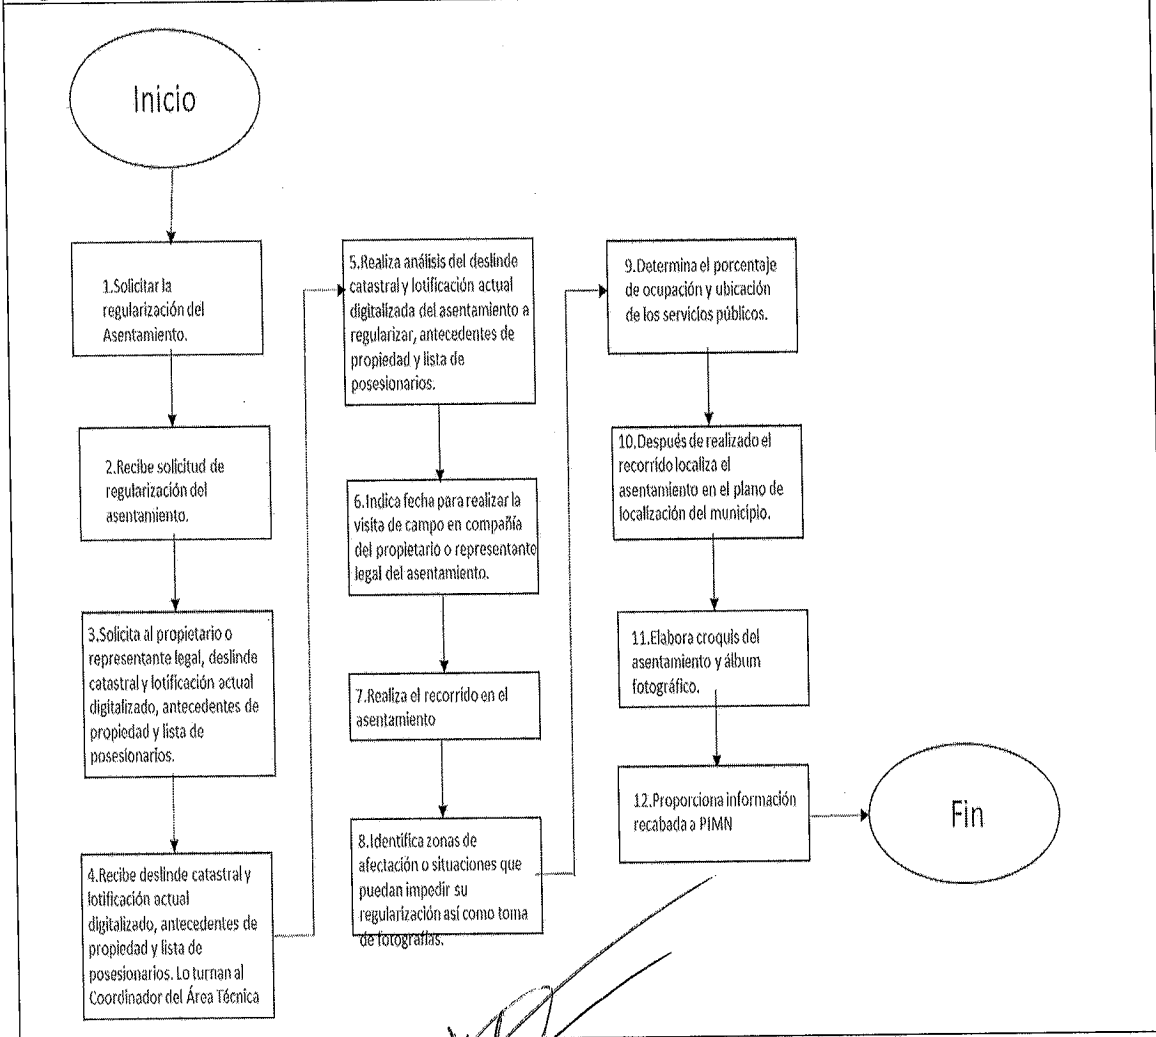 Inicio
1.Solicitar la
regularización del
Asentamiento.
2.Recibe solicitud de
regularización del
asentamiento.
3.Solicita al propietario o
representante legal, deslinde
catastral y lotificación actual
digitalizado, antecedentes de
propiedad y lista de
posesionarios.
4.Recibe deslinde catastral y
lotificación actual
digitalizado, antecedentes de
propiedad y lista de
posesionarios. Lo turnan al
Coordinador del Área Técnica
5.Realiza análisis del deslinde
catastral y lotificación actual
digitalizada del asentamiento a
regularizar, antecedentes de
propiedad y lista de
posesionarios.
6.Indica fecha para realizar la
visita de campo en compañía
del propietario o representante
legal del asentamiento.
7.Realiza el recorrido en el
asentamiento
8.Identifica zonas de
afectación o situaciones que
puedan impedir su
regularización así como toma
de fotografías.
9.Determina el porcentaje
de ocupación y ubicación
de los servicios públicos.
10.Después de realizado el
recorrido localiza el
asentamiento en el plano de
localización del municipio.
11.Elabora croquis del
asentamiento y álbum
fotográfico.
12.Proporciona información
recabada a PIMN
Fin